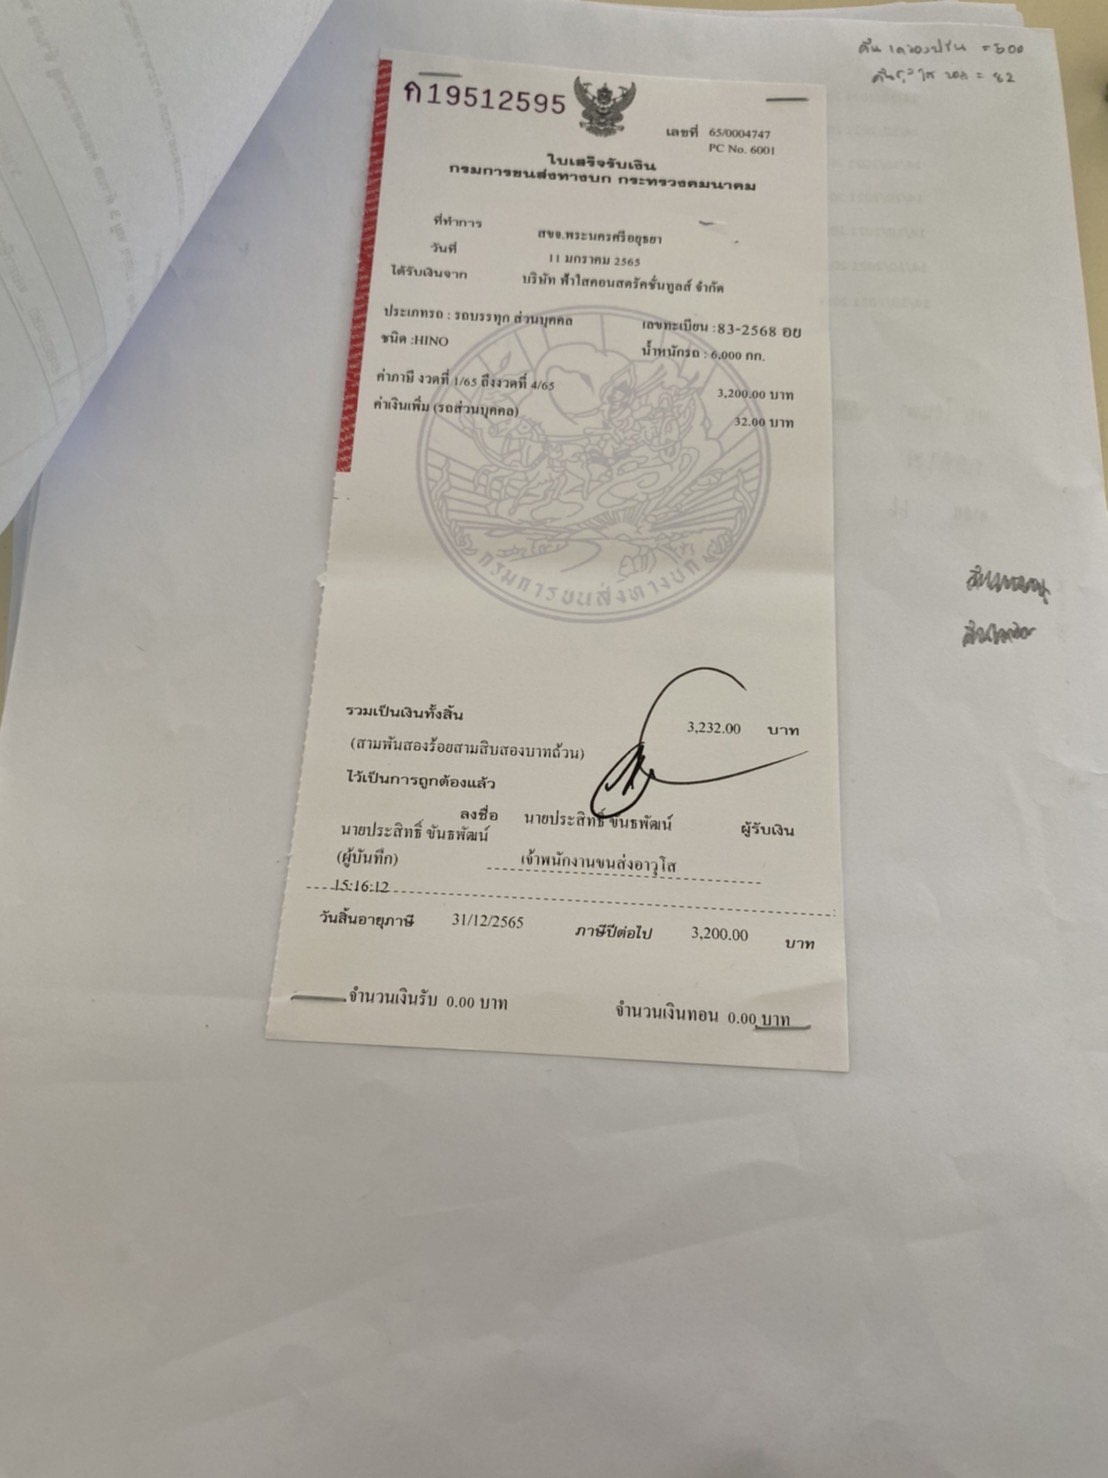 ก19512595
เลขที่ 65/0004747
PC No. 6001
ใบเสร็จรับเงิน
กรมการขนส่งทางบก กระทรวงคมนาคม
ที่ทำการ สขจ.พระนครศรีอยุธยา
วันที่ 11 มกราคม 2565
ได้รับเงินจาก บริษัท ฟ้าใสคอนสตรัคชั่นทูลส์ จำกัด
ประเภทรถ : รถบรรทุก ส่วนบุคคล เลขทะเบียน :83-2568 อย
ชนิด :HINO น้ำหนักรถ : 6,000 กก.
ค่าภาษี งวดที่ 1/65 ถึงงวดที่ 4/65 3,200.00 บาท
ค่าเงินเพิ่ม (รถส่วนบุคคล) 32.00 บาท
กรมการขนส่งทางบก
รวมเป็นเงินทั้งสิ้น 3,232.00 บาท
(สามพันสองร้อยสามสิบสองบาทถ้วน)
ไว้เป็นการถูกต้องแล้ว
ลงชื่อ นายประสิทธิ์ ขันธพัฒน์ ผู้รับเงิน
นายประสิทธิ์ ขันธพัฒน์
(ผู้บันทึก) เจ้าพนักงานขนส่งอาวุโส
15:16:12
วันสิ้นอายุภาษี 31/12/2565 ภาษีปีต่อไป 3,200.00 บาท
จำนวนเงินรับ 0.00 บาท จำนวนเงินทอน 0.00 บาท